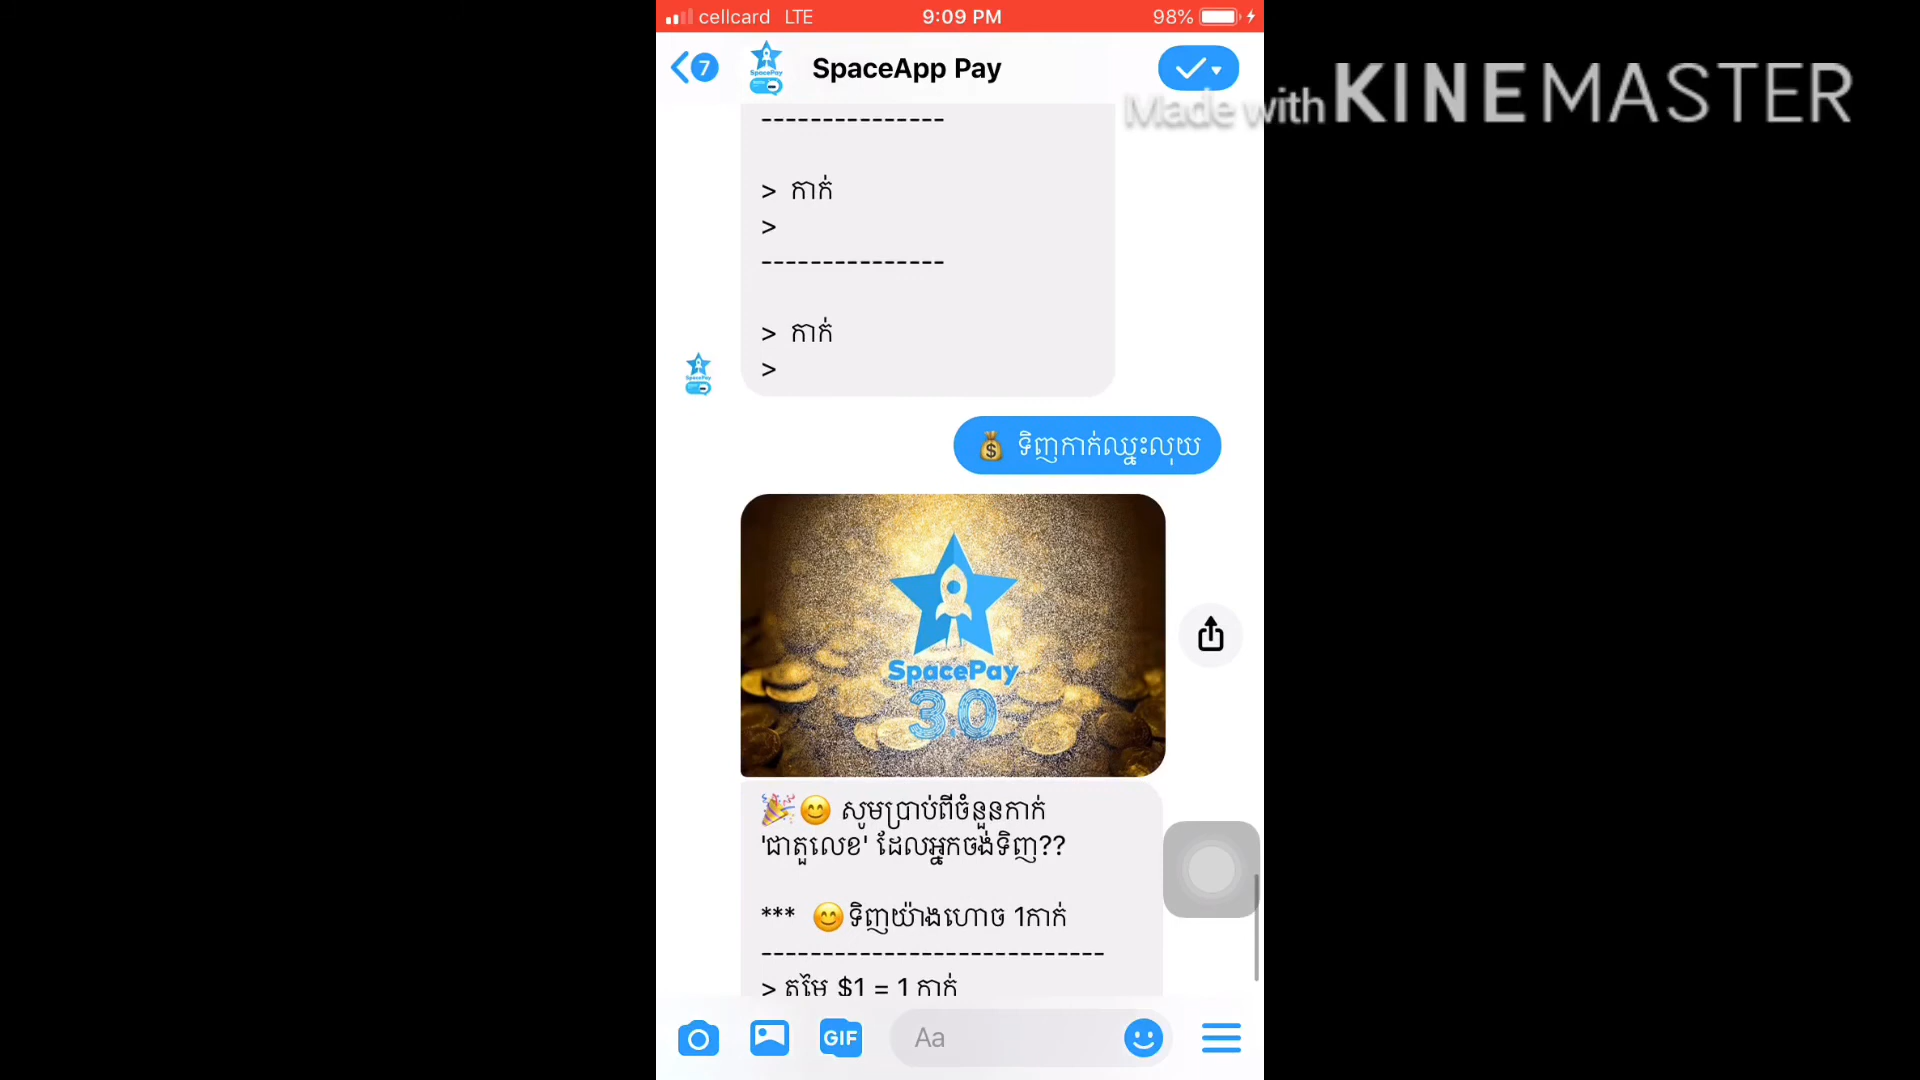 cellcard LTE 9:09 PM 98%
7 SpacePay SpaceApp Pay
Made with KINEMASTER
---------------
> កាក់
>
---------------
> កាក់
>
SpacePay
💰 ទិញកាក់ឈ្នះលុយ
SpacePay
3.0
🎉😊 សូមប្រាប់ពីចំនួនកាក់
'ជាតួលេខ' ដែលអ្នកចង់ទិញ??
*** 😊ទិញយ៉ាងហោច 1កាក់
----------------------------
> តម្លៃ $1 = 1 កាក់
GIF Aa